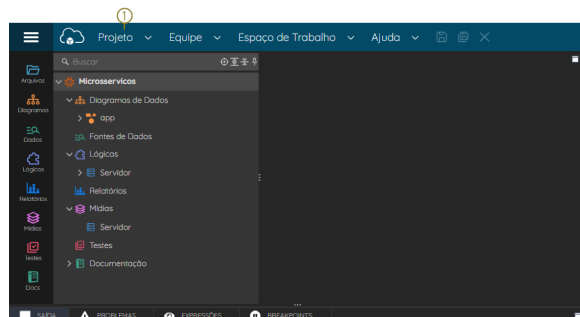 1
Projeto Equipe Espaço de Trabalho Ajuda
Buscar
Arquivos
Microsservicos
Diagramas
Diagramas de Dados
app
Dados
Fontes de Dados
Lógicas
Lógicas
Servidor
Relatórios
Relatórios
Mídias
Mídias
Servidor
Testes
Testes
Documentação
Docs
SAÍDA PROBLEMAS EXPRESSÕES BREAKPOINTS